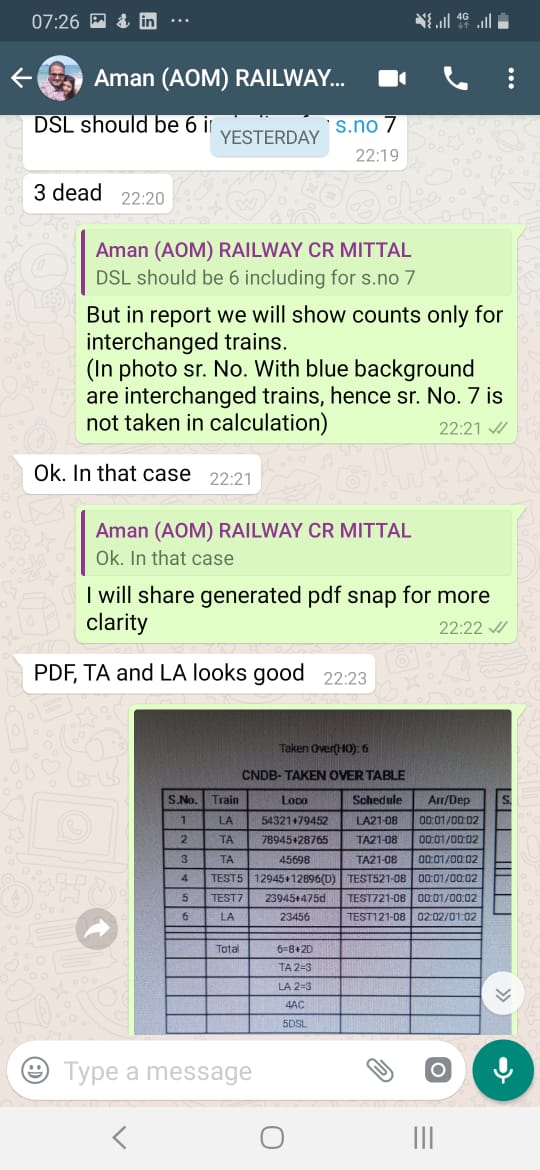 07:26
4G
Aman (AOM) RAILWAY...
DSL should be 6 s.no 7
22:19
YESTERDAY
3 dead 22:20
Aman (AOM) RAILWAY CR MITTAL
DSL should be 6 including for s.no 7
But in report we will show counts only for
interchanged trains.
(In photo sr. No. With blue background
are interchanged trains, hence sr. No. 7 is
not taken in calculation)
22:21
Ok. In that case 22:21
Aman (AOM) RAILWAY CR MITTAL
Ok. In that case
I will share generated pdf snap for more
clarity
22:22
PDF, TA and LA looks good 22:23
Taken Over(HO): 6
CNDB- TAKEN OVER TABLE
S.No. Train Loco Schedule Arr/Dep S.
1 LA 54321+79452 LA21-08 00:01/00:02
2 TA 78945+28765 TA21-08 00:01/00:02
3 TA 45698 TA21-08 00:01/00:02
4 TEST5 12945+12896(D) TEST521-08 00:01/00:02
5 TEST7 23945+475d TEST721-08 00:01/00:02
6 LA 23456 TEST121-08 02:02/01:02
Total 6=8+2D
TA 2=3
LA 2=3
4AC
5DSL
Type a message